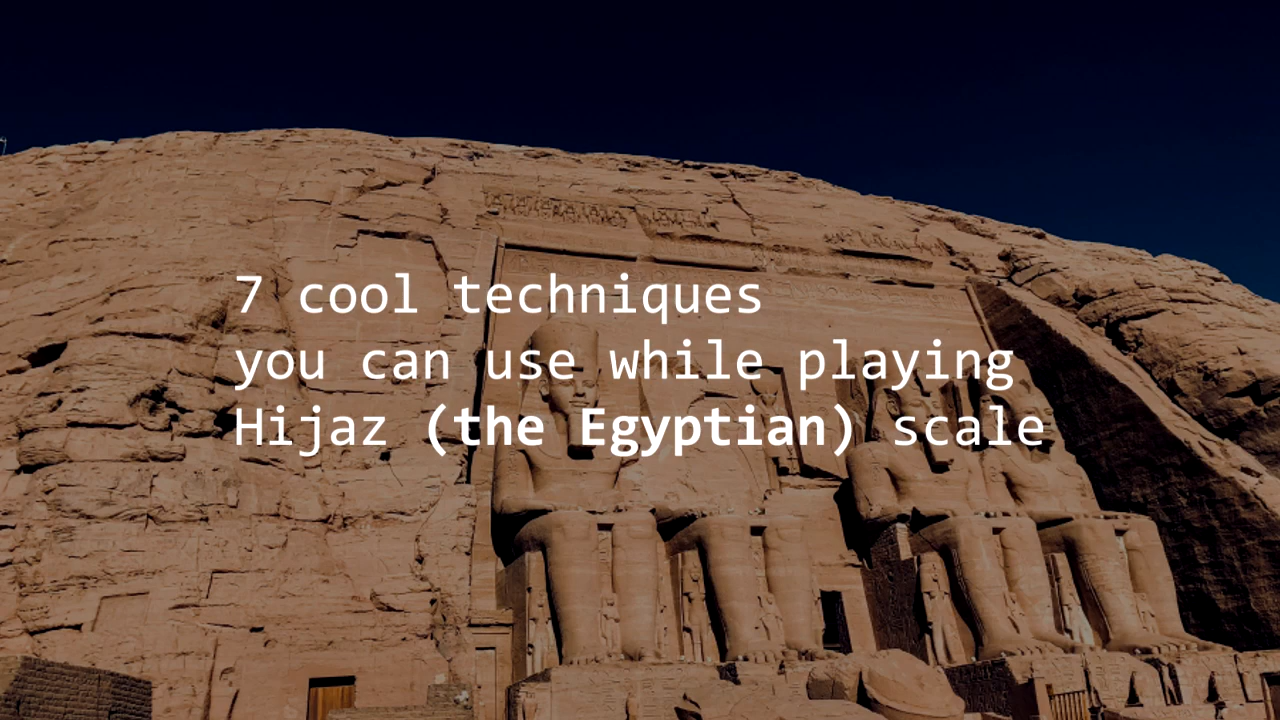 7 cool techniques
you can use while playing
Hijaz (the Egyptian) scale